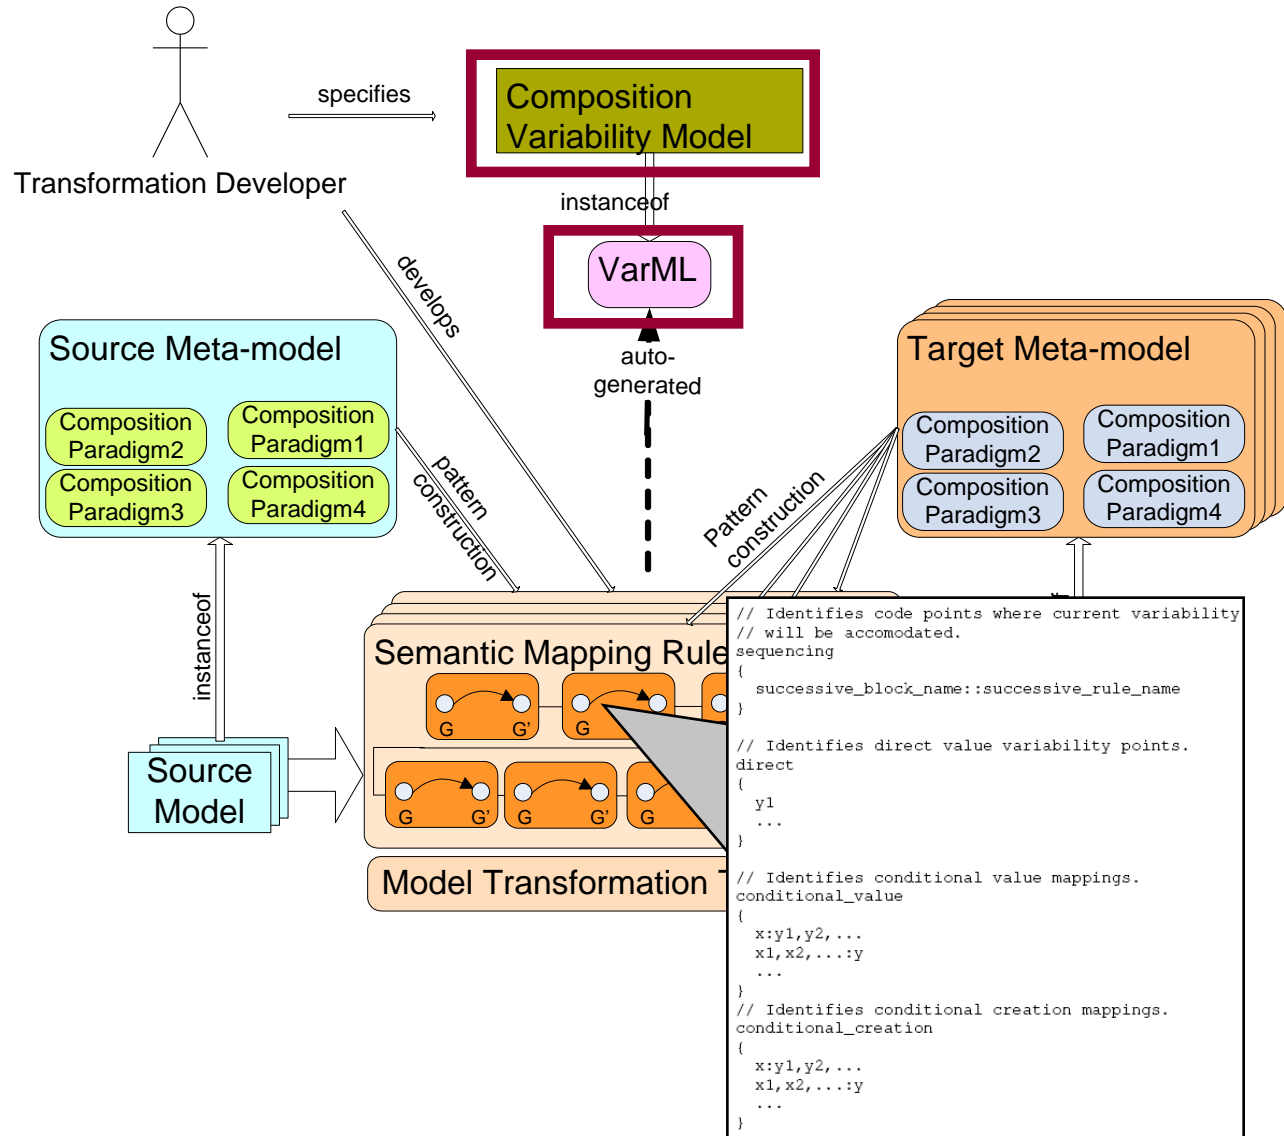 specifies
Composition
Variability Model
Transformation Developer
instanceof
VarML
develops
auto-
generated
Source Meta-model
Composition
Paradigm2
Composition
Paradigm1
Composition
Paradigm3
Composition
Paradigm4
pattern
construction
Target Meta-model
Composition
Paradigm2
Composition
Paradigm1
Composition
Paradigm3
Composition
Paradigm4
Pattern
construction
instanceof
Semantic Mapping Rule
G G'
G
G
G G'
G G'
G
Source
Model
Model Transformation
// Identifies code points where current variability
// will be accomodated.
sequencing
{
successive_block_name::successive_rule_name
}
// Identifies direct value variability points.
direct
{
y1
...
}
// Identifies conditional value mappings.
conditional_value
{
x:y1,y2,...
x1,x2,...:y
...
}
// Identifies conditional creation mappings.
conditional_creation
{
x:y1,y2,...
x1,x2,...:y
...
}